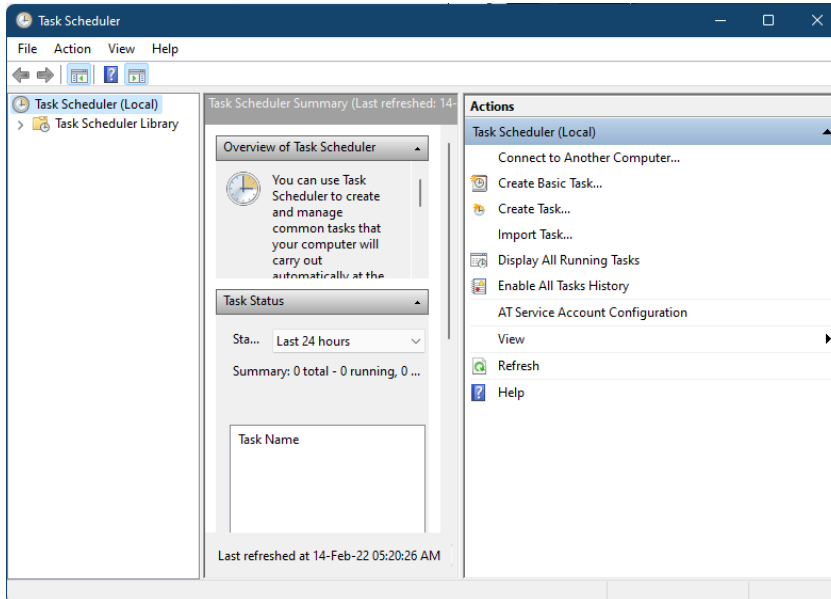 Task Scheduler
File Action View Help
Task Scheduler (Local)
Task Scheduler Library
Task Scheduler Summary (Last refreshed: 14-
Overview of Task Scheduler
You can use Task
Scheduler to create
and manage
common tasks that
your computer will
carry out
automatically at the
Task Status
Sta... Last 24 hours
Summary: 0 total - 0 running, 0 ...
Task Name
Last refreshed at 14-Feb-22 05:20:26 AM
Actions
Task Scheduler (Local)
Connect to Another Computer...
Create Basic Task...
Create Task...
Import Task...
Display All Running Tasks
Enable All Tasks History
AT Service Account Configuration
View
Refresh
Help